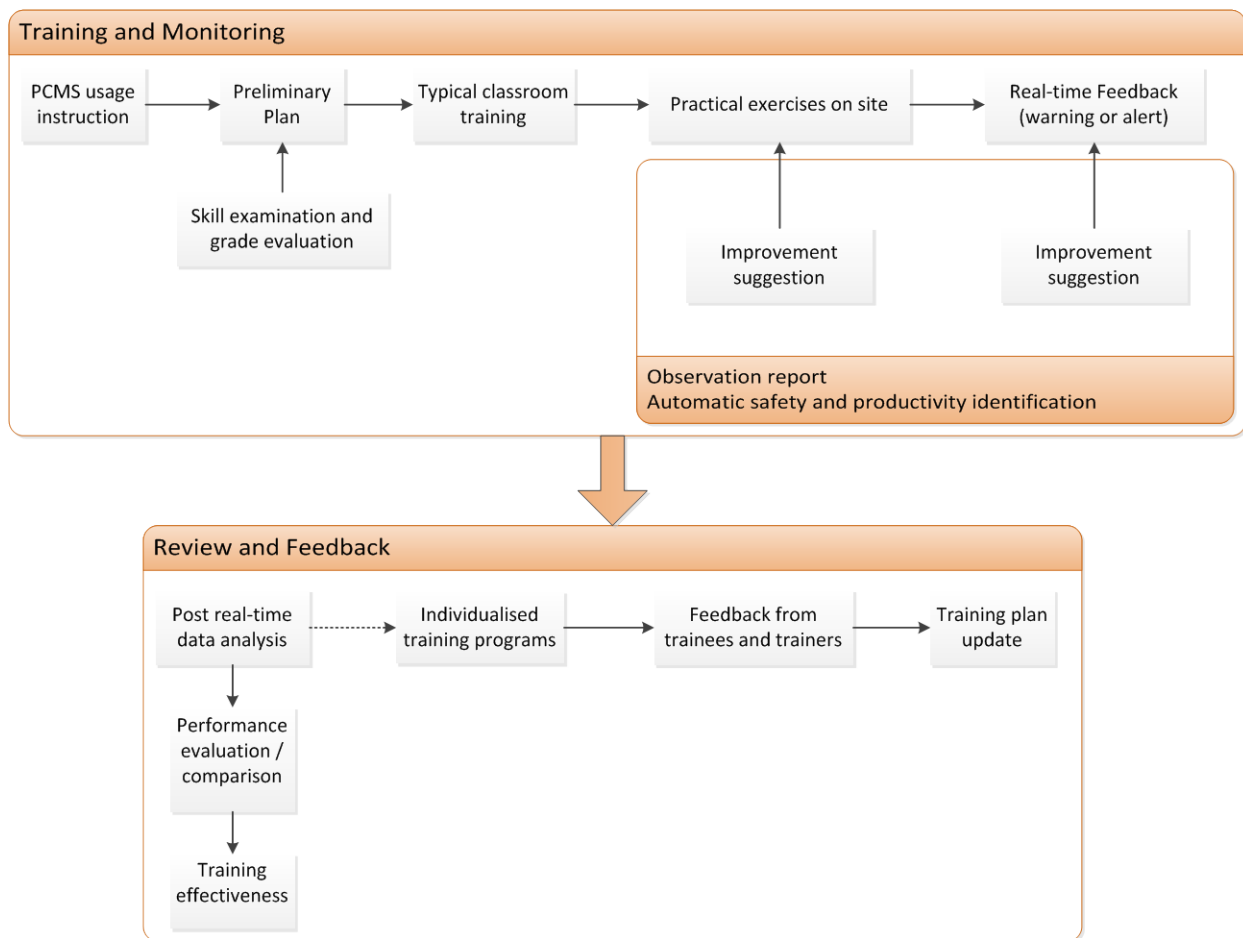 Training and Monitoring
PCMS usage
instruction
Preliminary
Plan
Typical classroom
training
Practical exercises on site
Real-time Feedback
(warning or alert)
Skill examination and
grade evaluation
Improvement
suggestion
Improvement
suggestion
Observation report
Automatic safety and productivity identification
Review and Feedback
Post real-time
data analysis
Individualised
training programs
Feedback from
trainees and trainers
Training plan
update
Performance
evaluation /
comparison
Training
effectiveness